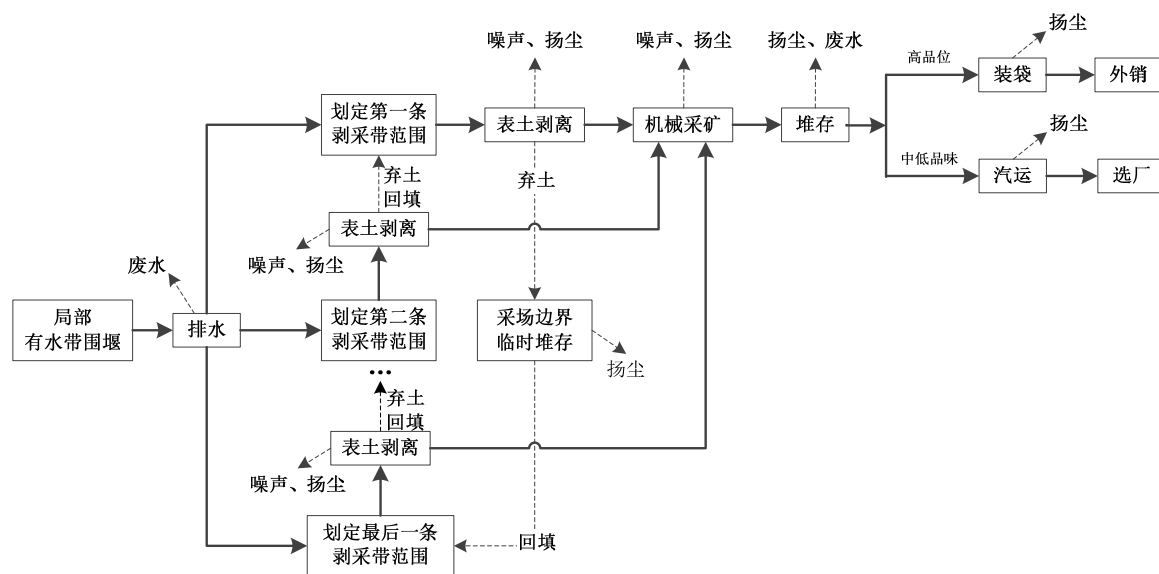 扬尘
噪声、扬尘
噪声、扬尘
扬尘、废水
高品位
装袋
外销
划定第一条
剥采带范围
表土剥离
机械采矿
堆存
扬尘
中低品味
汽运
选厂
弃土
回填
弃土
表土剥离
噪声、扬尘
废水
局部
有水带围堰
排水
划定第二条
剥采带范围
采场边界
临时堆存
扬尘
...
弃土
回填
表土剥离
噪声、扬尘
划定最后一条
剥采带范围
回填